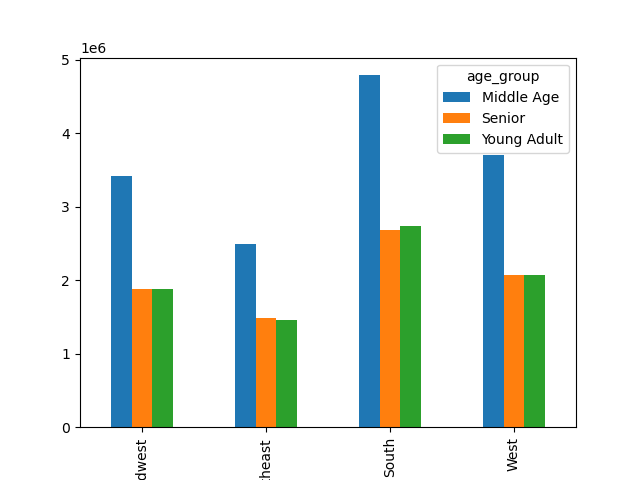 1e6
5
4
3
2
1
0
age_group
Middle Age
Senior
Young Adult
dwest
theast
South
West